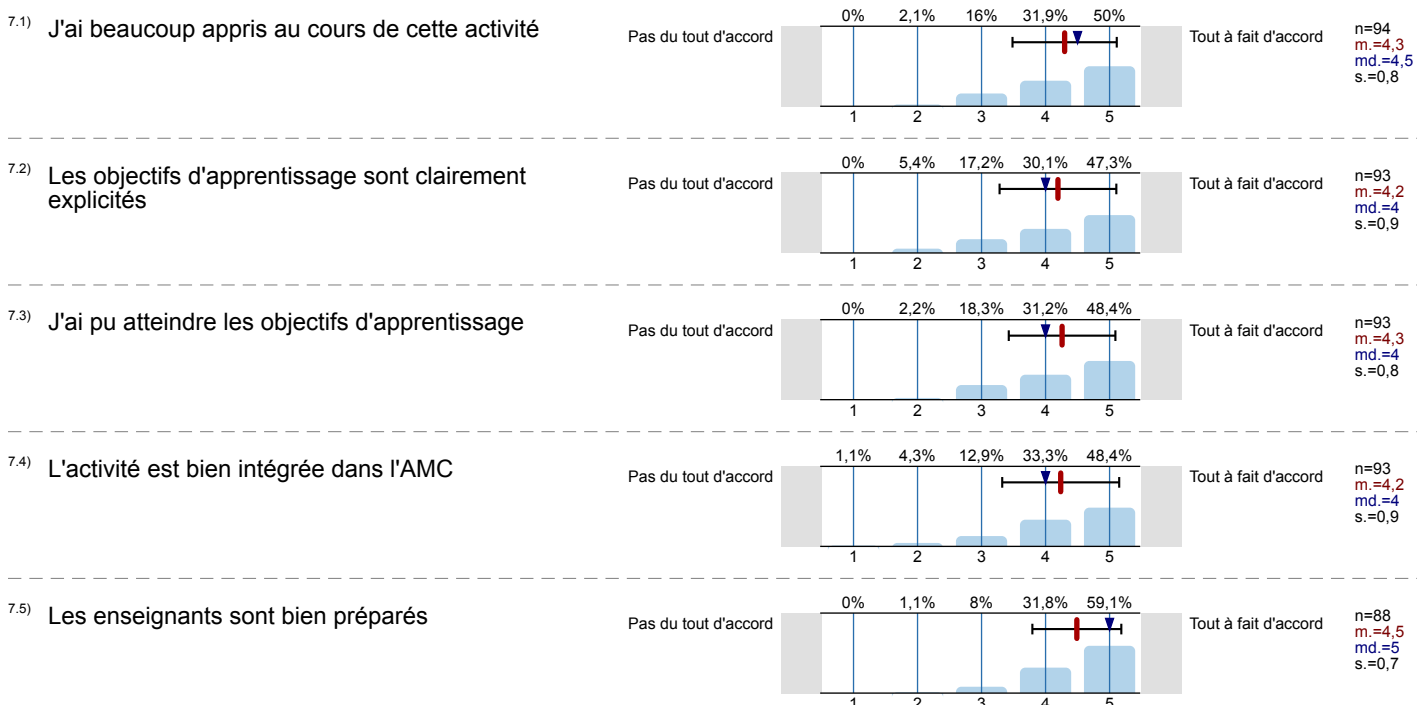 7.1) J'ai beaucoup appris au cours de cette activité
0% 2,1% 16% 31,9% 50%
Pas du tout d'accord Tout à fait d'accord
n=94
m.=4,3
md.=4,5
s.=0,8
1 2 3 4 5
7.2) Les objectifs d'apprentissage sont clairement
explicités
0% 5,4% 17,2% 30,1% 47,3%
Pas du tout d'accord Tout à fait d'accord
n=93
m.=4,2
md.=4
s.=0,9
1 2 3 4 5
7.3) J'ai pu atteindre les objectifs d'apprentissage
0% 2,2% 18,3% 31,2% 48,4%
Pas du tout d'accord Tout à fait d'accord
n=93
m.=4,3
md.=4
s.=0,8
1 2 3 4 5
7.4) L'activité est bien intégrée dans l'AMC
1,1% 4,3% 12,9% 33,3% 48,4%
Pas du tout d'accord Tout à fait d'accord
n=93
m.=4,2
md.=4
s.=0,9
1 2 3 4 5
7.5) Les enseignants sont bien préparés
0% 1,1% 8% 31,8% 59,1%
Pas du tout d'accord Tout à fait d'accord
n=88
m.=4,5
md.=5
s.=0,7
1 2 3 4 5